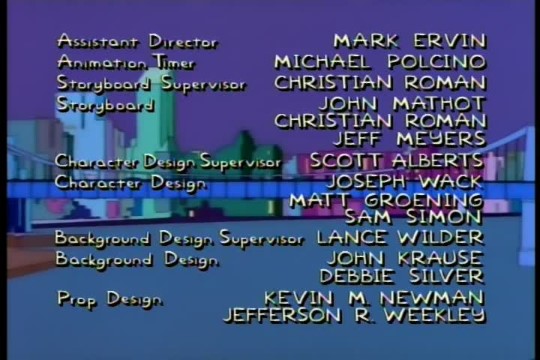 Assistant Director MARK ERVIN
Animation Timer MICHAEL POLCINO
Storyboard Supervisor CHRISTIAN ROMAN
Storyboard JOHN MATHOT
CHRISTIAN ROMAN
JEFF MEYERS
Character Design Supervisor SCOTT ALBERTS
Character Design JOSEPH WACK
MATT GROENING
SAM SIMON
Background Design Supervisor LANCE WILDER
Background Design JOHN KRAUSE
DEBBIE SILVER
Prop Design KEVIN M. NEWMAN
JEFFERSON R. WEEKLEY